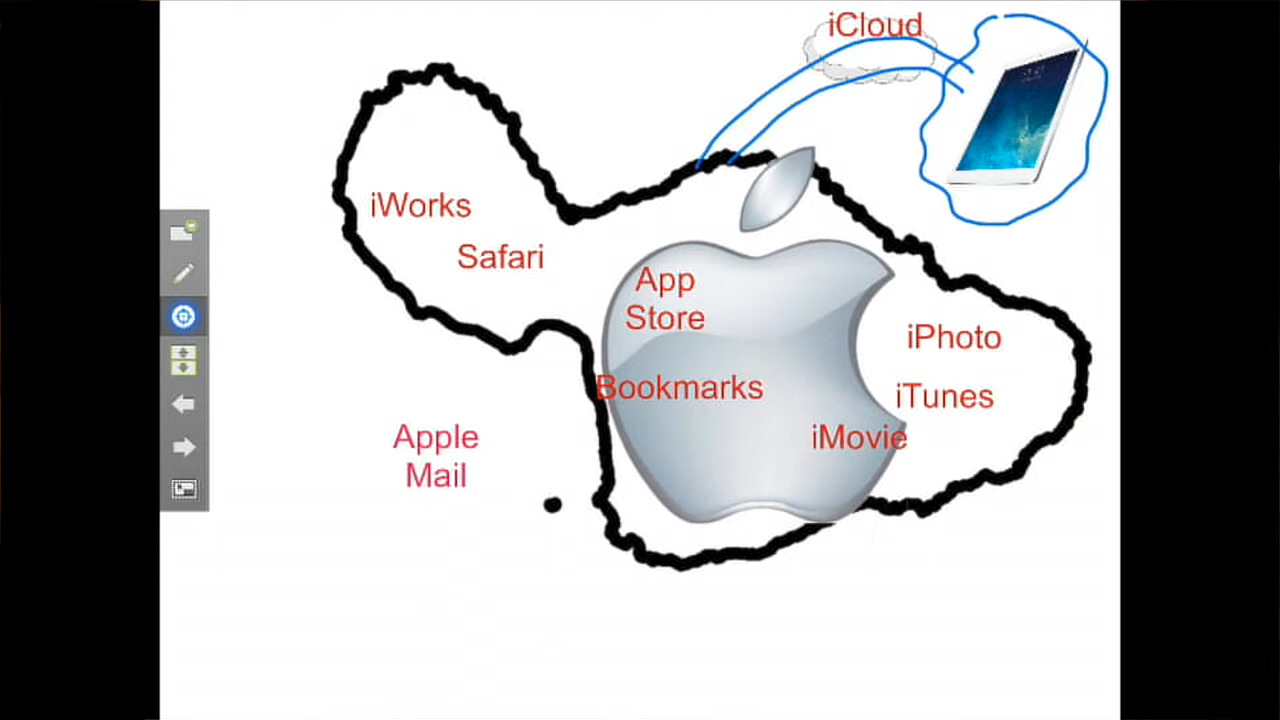 iCloud
iWorks
Safari
App
Store
iPhoto
Bookmarks
iTunes
iMovie
Apple
Mail